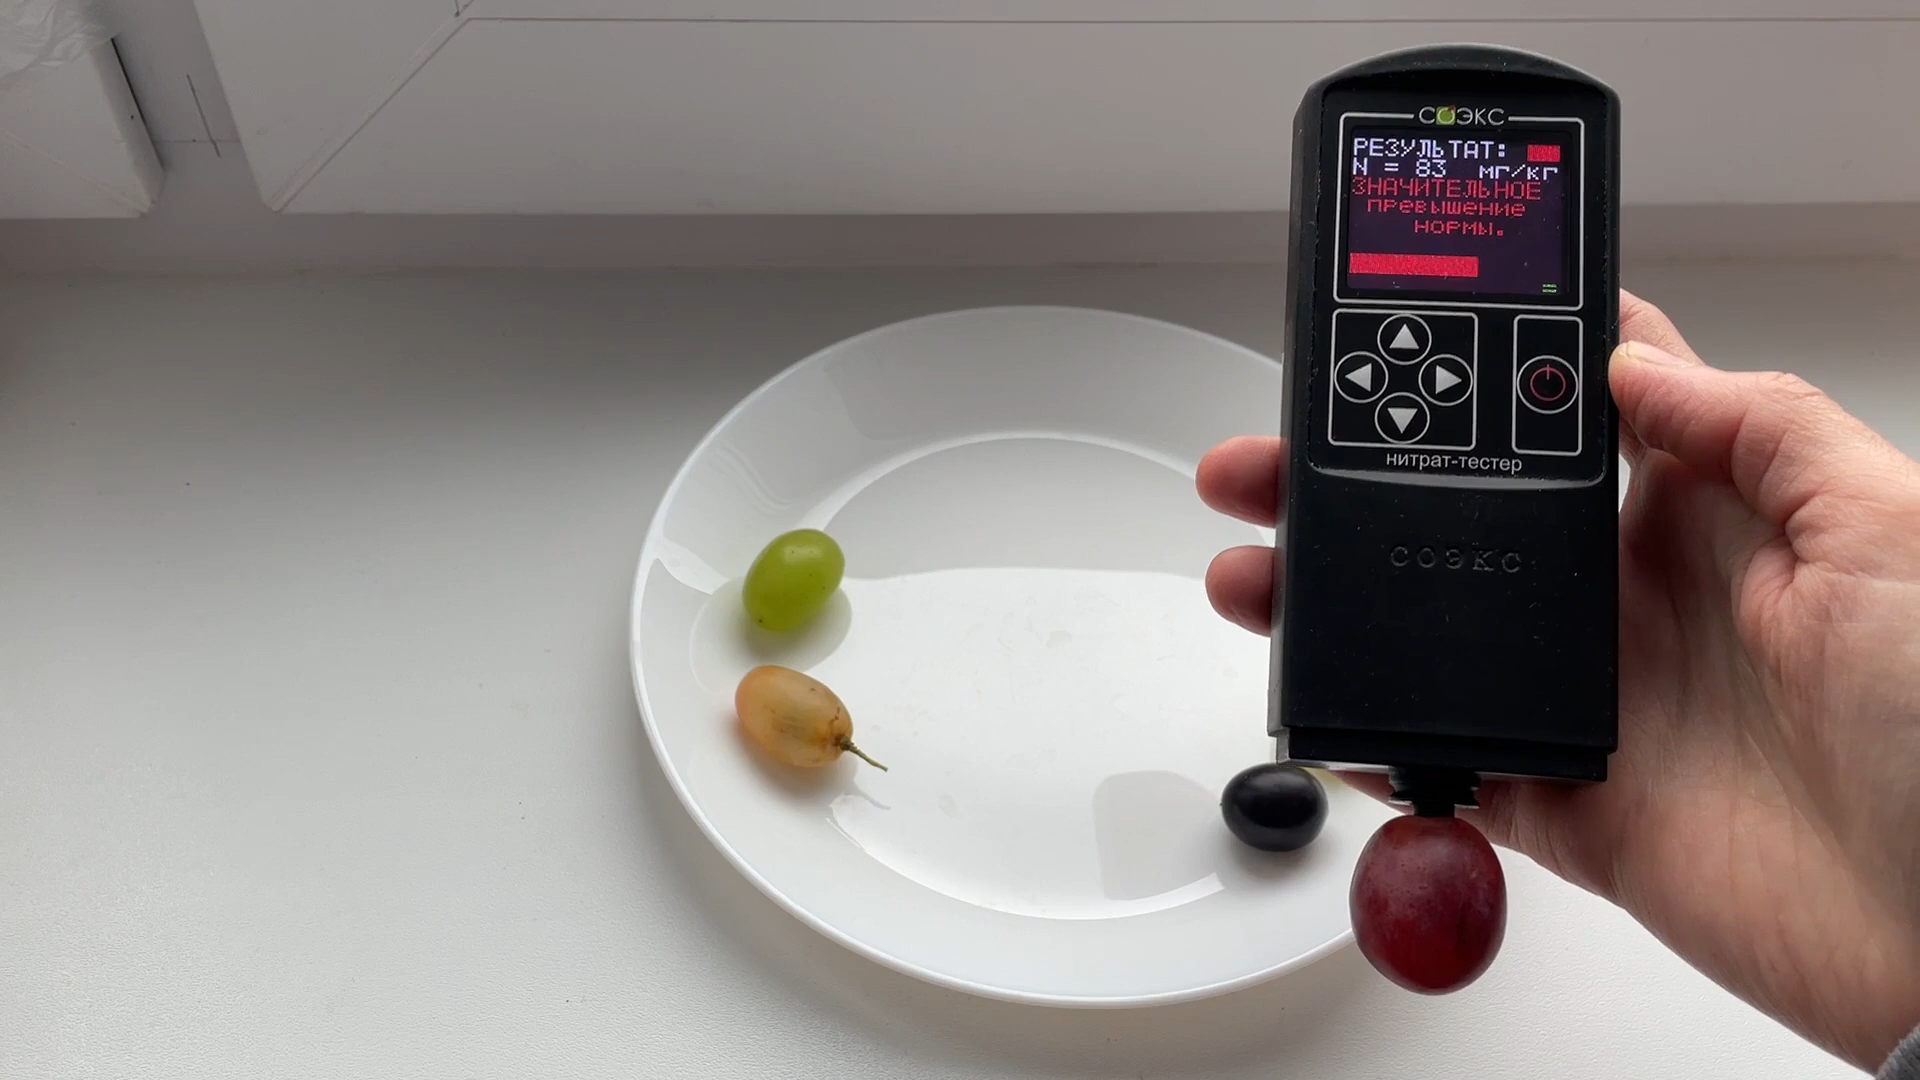 СОЭКС
РЕЗУЛЬТАТ:
N = 83 мг/кг
ЗНАЧИТЕЛЬНОЕ
превышение
нормы.
нитрат-тестер
СОЭКС